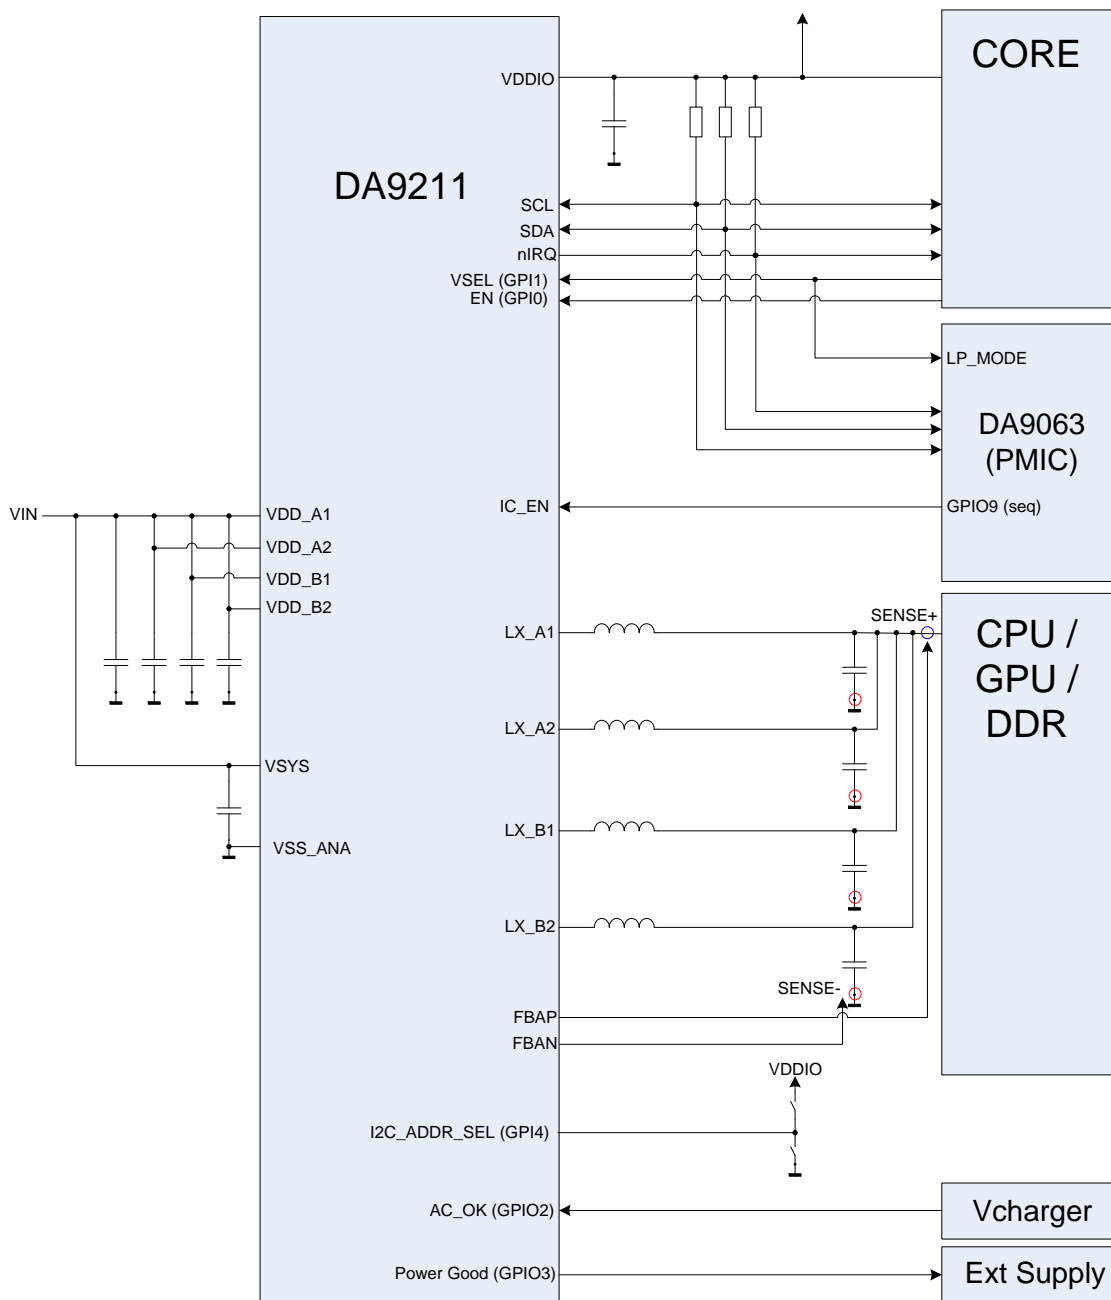 CORE
VDDIO
DA9211
SCL
SDA
nIRQ
VSEL (GPI1)
EN (GPI0)
LP_MODE
DA9063
(PMIC)
VIN
VDD_A1
IC_EN
GPIO9 (seq)
VDD_A2
VDD_B1
VDD_B2
SENSE+
LX_A1
CPU /
GPU /
DDR
LX_A2
VSYS
LX_B1
VSS_ANA
LX_B2
SENSE-
FBAP
FBAN
VDDIO
I2C_ADDR_SEL (GPI4)
AC_OK (GPIO2)
Vcharger
Power Good (GPIO3)
Ext Supply